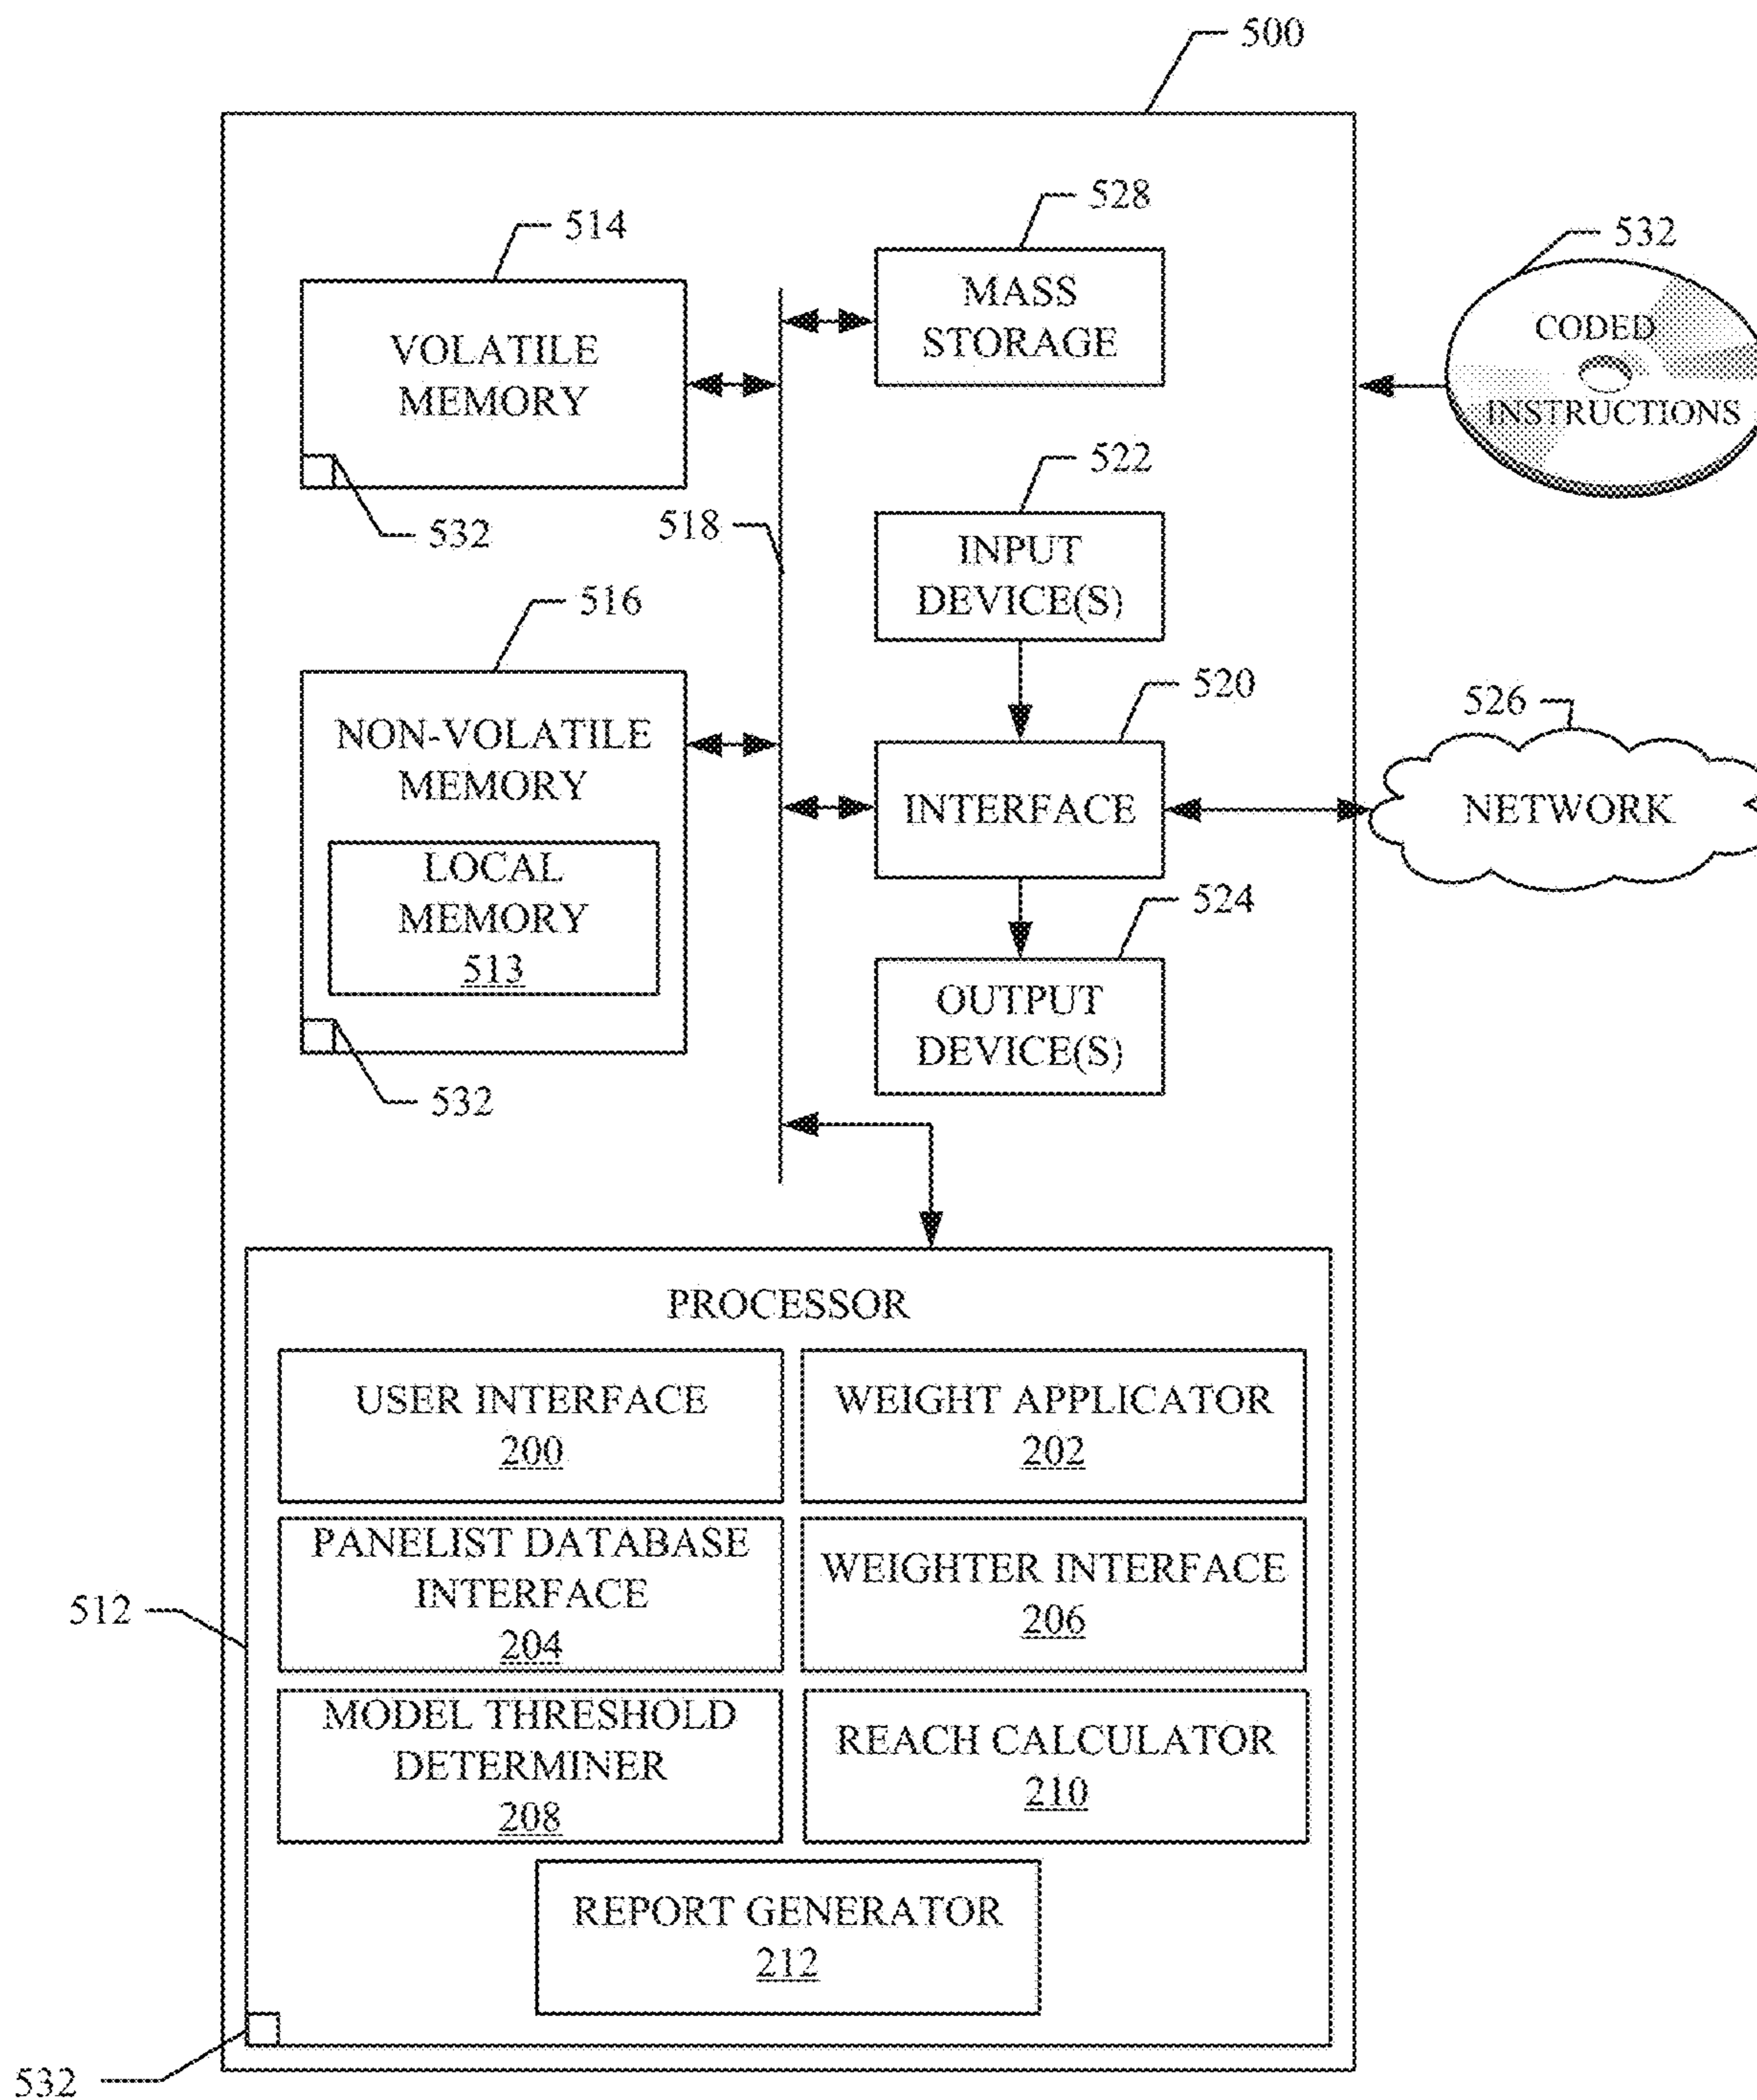 500
514
528
532
VOLATILE
MEMORY
MASS
STORAGE
CODED
INSTRUCTIONS
532
518
522
INPUT
DEVICE(S)
516
520
526
NON-VOLATILE
MEMORY
INTERFACE
NETWORK
LOCAL
MEMORY
513
524
OUTPUT
DEVICE(S)
532
PROCESSOR
USER INTERFACE
200
WEIGHT APPLICATOR
202
PANELIST DATABASE
INTERFACE
204
WEIGHTER INTERFACE
206
512
MODEL THRESHOLD
DETERMINER
208
REACH CALCULATOR
210
REPORT GENERATOR
212
532